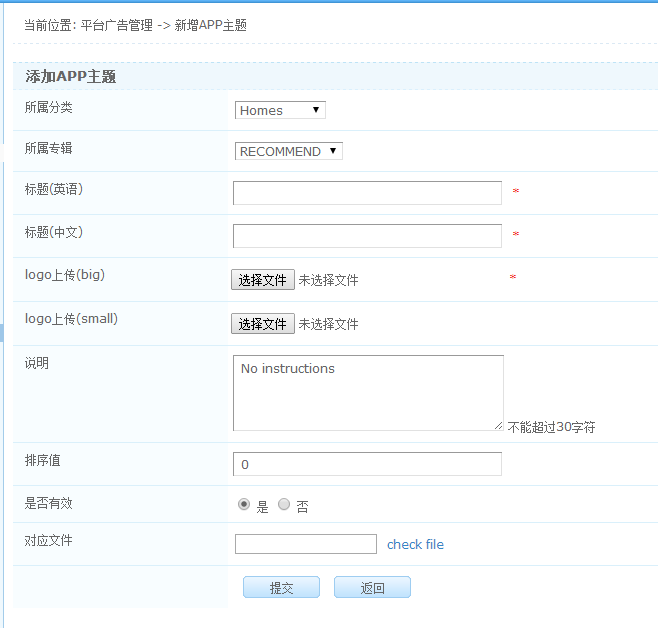 当前位置: 平台广告管理 -> 新增APP主题
添加APP主题
所属分类 Homes
所属专辑 RECOMMEND
标题(英语) *
标题(中文) *
logo上传(big) 选择文件 未选择文件 *
logo上传(small) 选择文件 未选择文件
说明 No instructions 不能超过30字符
排序值 0
是否有效 是 否
对应文件 check file
提交 返回